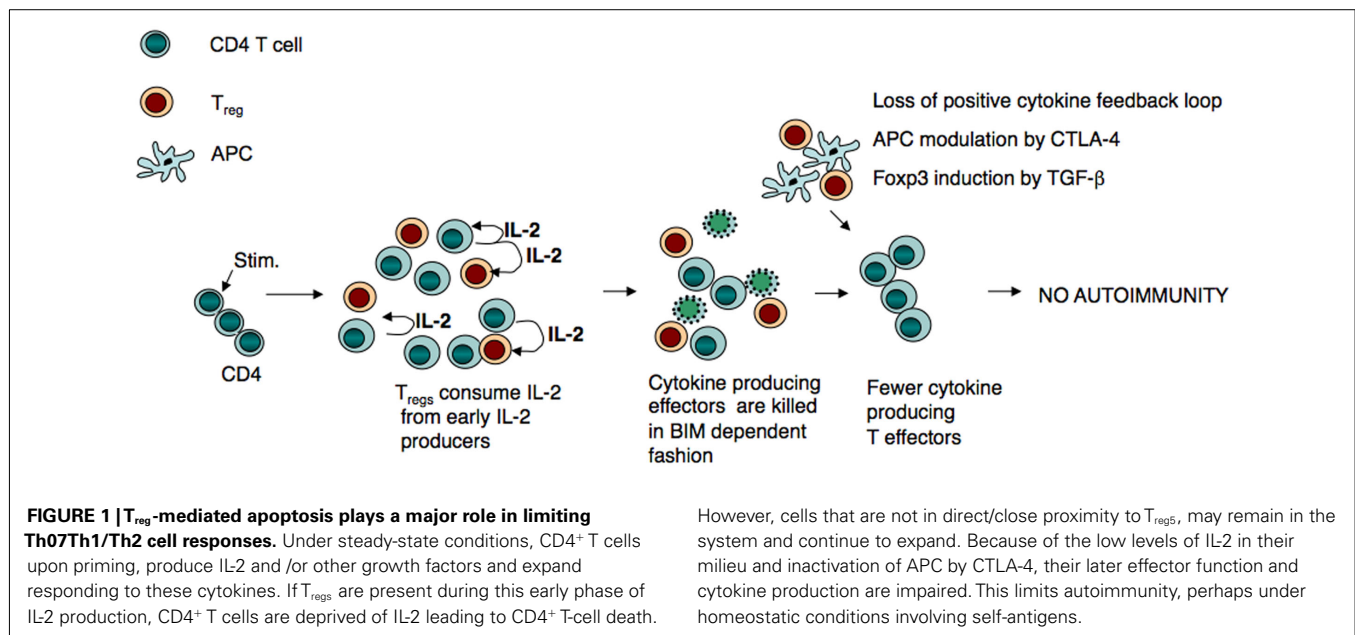 CD4 T cell
T_reg
APC
Loss of positive cytokine feedback loop
APC modulation by CTLA-4
Foxp3 induction by TGF-β
Stim.
CD4
IL-2
IL-2
IL-2
IL-2
T_regs consume IL-2
from early IL-2
producers
Cytokine producing
effectors are killed
in BIM dependent
fashion
Fewer cytokine
producing
T effectors
NO AUTOIMMUNITY
FIGURE 1 | T_reg-mediated apoptosis plays a major role in limiting
Th07Th1/Th2 cell responses. Under steady-state conditions, CD4⁺ T cells
upon priming, produce IL-2 and /or other growth factors and expand
responding to these cytokines. If T_regs are present during this early phase of
IL-2 production, CD4⁺ T cells are deprived of IL-2 leading to CD4⁺ T-cell death.
However, cells that are not in direct/close proximity to T_reg5, may remain in the
system and continue to expand. Because of the low levels of IL-2 in their
milieu and inactivation of APC by CTLA-4, their later effector function and
cytokine production are impaired. This limits autoimmunity, perhaps under
homeostatic conditions involving self-antigens.